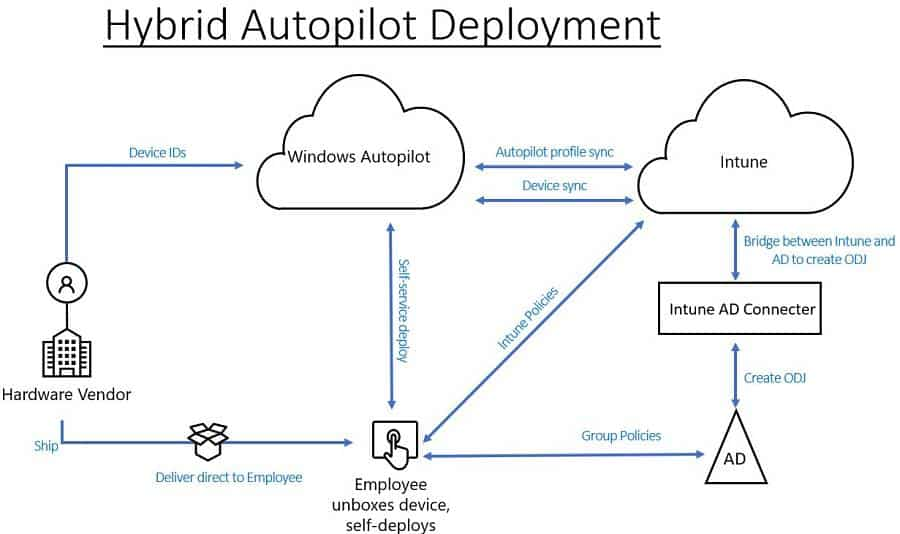 Hybrid Autopilot Deployment
Device IDs
Windows Autopilot
Autopilot profile sync
Device sync
Intune
Bridge between Intune and
AD to create ODJ
Self-service deploy
Intune Policies
Intune AD Connecter
Hardware Vendor
Create ODJ
Ship
Deliver direct to Employee
Group Policies
AD
Employee
unboxes device,
self-deploys